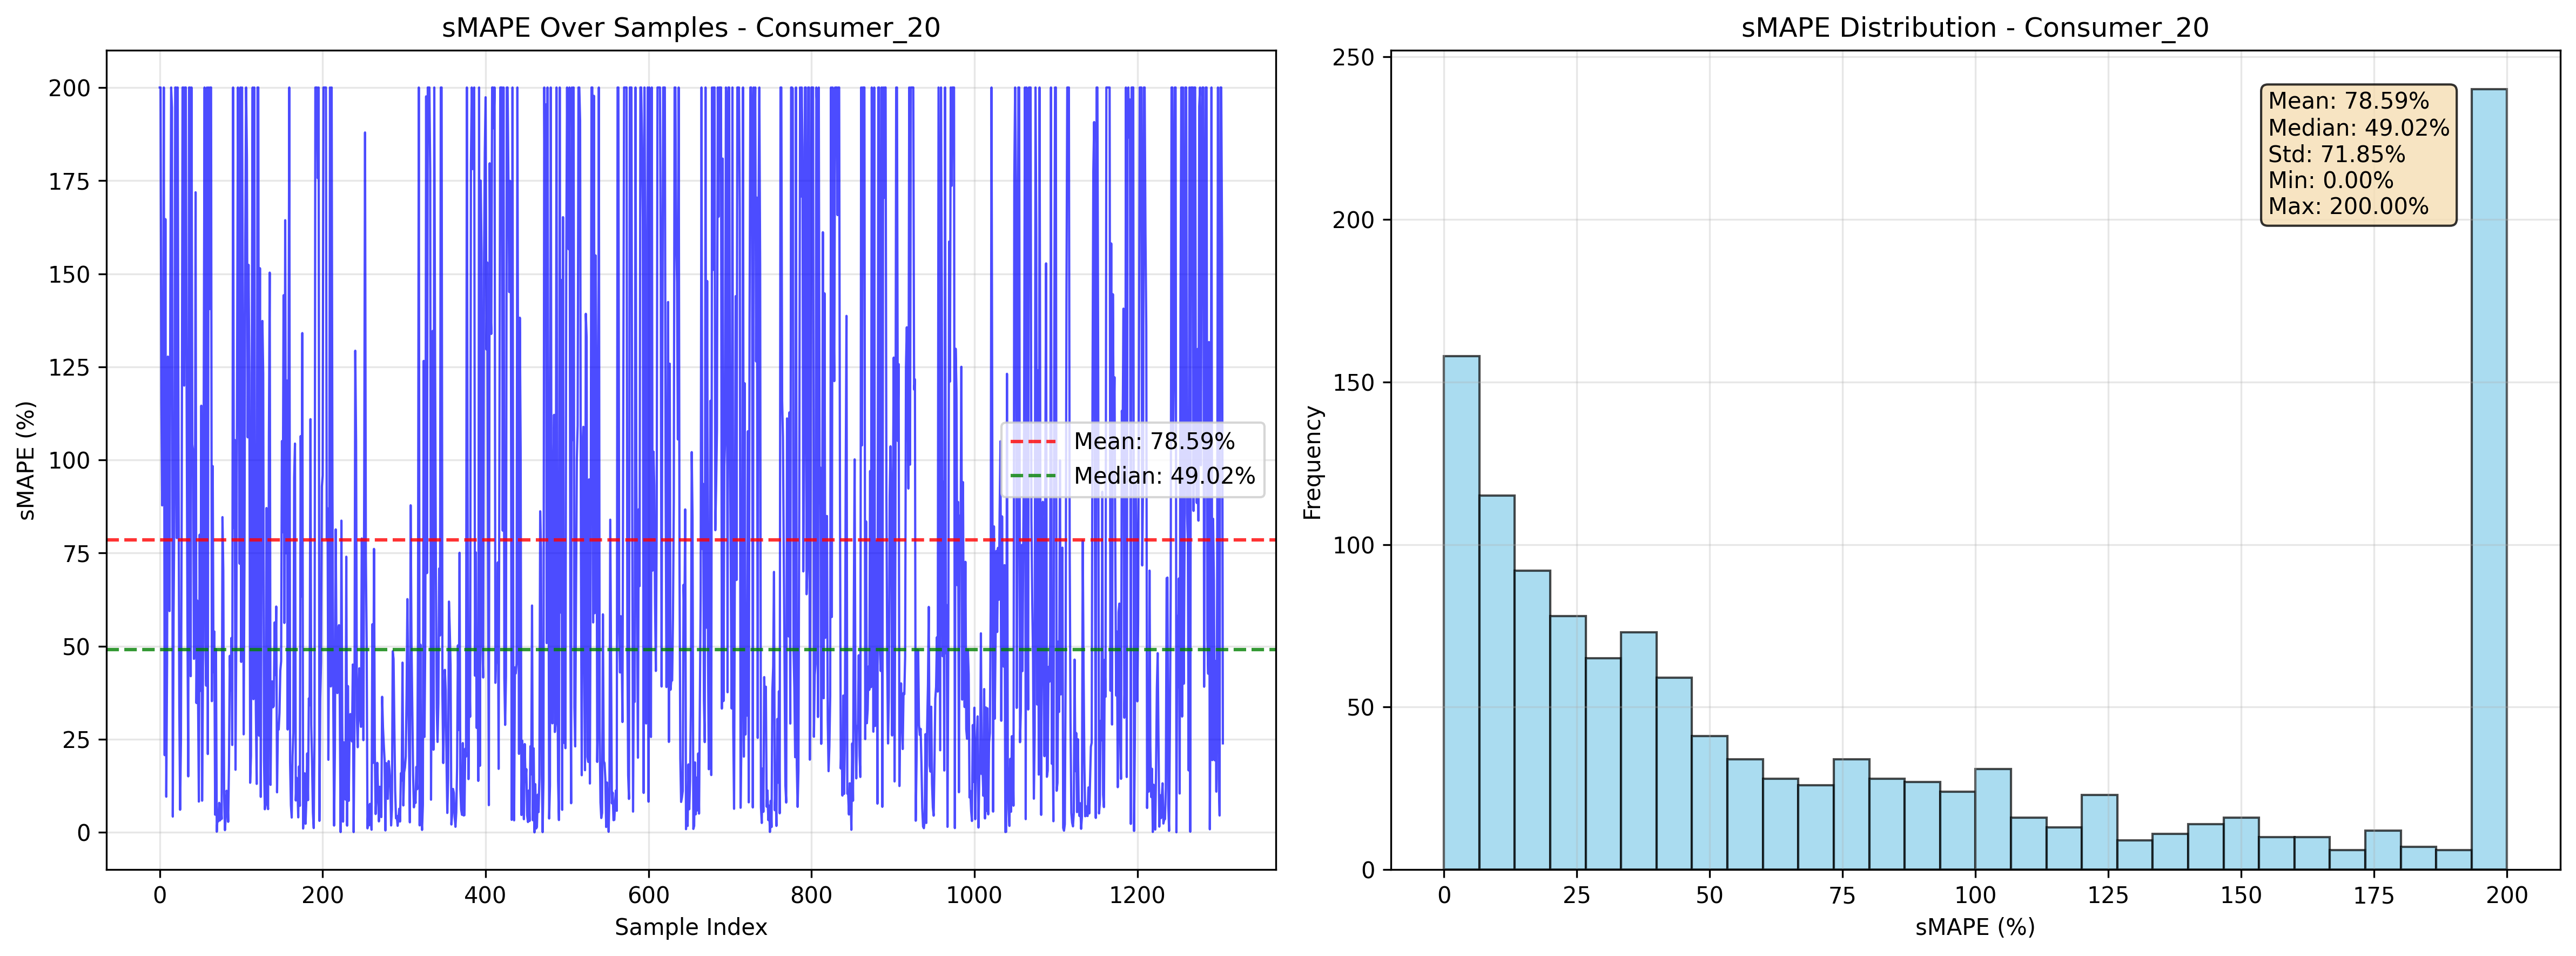 sMAPE Over Samples - Consumer_20
sMAPE (%)
200
175
150
125
100
75
50
25
0
Mean: 78.59%
Median: 49.02%
0 200 400 600 800 1000 1200
Sample Index
sMAPE Distribution - Consumer_20
Frequency
250
200
150
100
50
0
Mean: 78.59%
Median: 49.02%
Std: 71.85%
Min: 0.00%
Max: 200.00%
0 25 50 75 100 125 150 175 200
sMAPE (%)